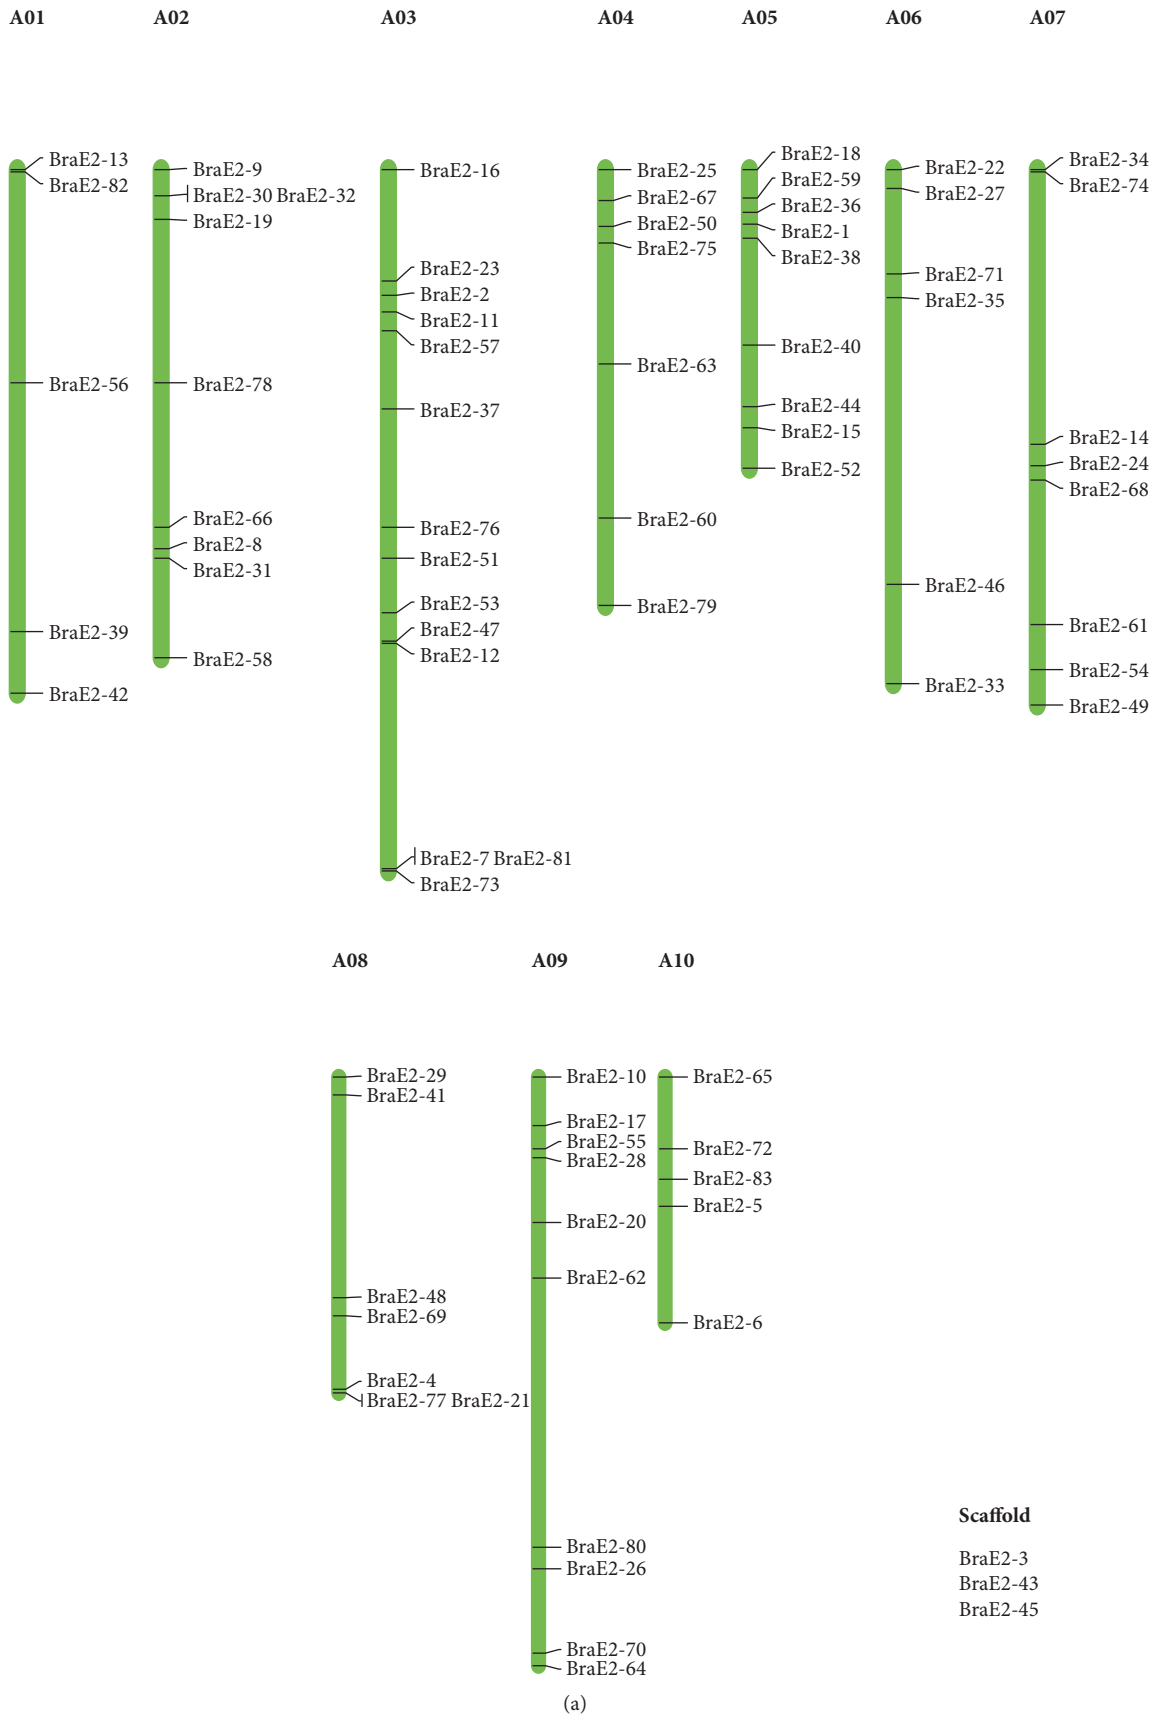 A01
A02
A03
A04
A05
A06
A07
BraE2-13
BraE2-82
BraE2-56
BraE2-39
BraE2-42
BraE2-9
BraE2-30 BraE2-32
BraE2-19
BraE2-78
BraE2-66
BraE2-8
BraE2-31
BraE2-58
BraE2-16
BraE2-23
BraE2-2
BraE2-11
BraE2-57
BraE2-37
BraE2-76
BraE2-51
BraE2-53
BraE2-47
BraE2-12
BraE2-7 BraE2-81
BraE2-73
BraE2-25
BraE2-67
BraE2-50
BraE2-75
BraE2-63
BraE2-60
BraE2-79
BraE2-18
BraE2-59
BraE2-36
BraE2-1
BraE2-38
BraE2-40
BraE2-44
BraE2-15
BraE2-52
BraE2-22
BraE2-27
BraE2-71
BraE2-35
BraE2-46
BraE2-33
BraE2-34
BraE2-74
BraE2-14
BraE2-24
BraE2-68
BraE2-61
BraE2-54
BraE2-49
A08
A09
A10
BraE2-29
BraE2-41
BraE2-48
BraE2-69
BraE2-4
BraE2-77 BraE2-21
BraE2-10
BraE2-17
BraE2-55
BraE2-28
BraE2-20
BraE2-62
BraE2-80
BraE2-26
BraE2-70
BraE2-64
BraE2-65
BraE2-72
BraE2-83
BraE2-5
BraE2-6
Scaffold
BraE2-3
BraE2-43
BraE2-45
(a)